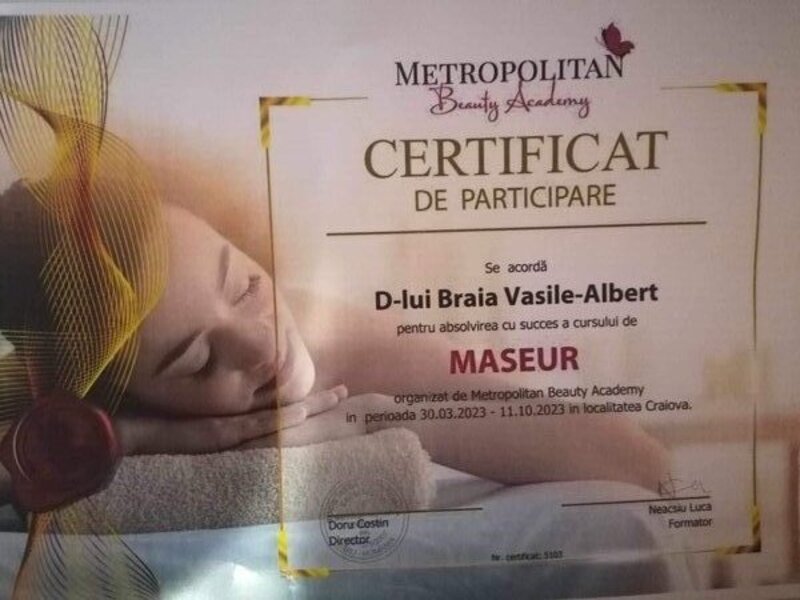 METROPOLITAN
Beauty Academy
CERTIFICAT
DE PARTICIPARE
Se acordă
D-lui Braia Vasile-Albert
pentru absolvirea cu succes a cursului de
MASEUR
organizat de Metropolitan Beauty Academy
in perioada 30.03.2023 - 11.10.2023 in localitatea Craiova.
Doru Costin
Director
Neacsiu Luca
Formator
Nr. certificat: 5103